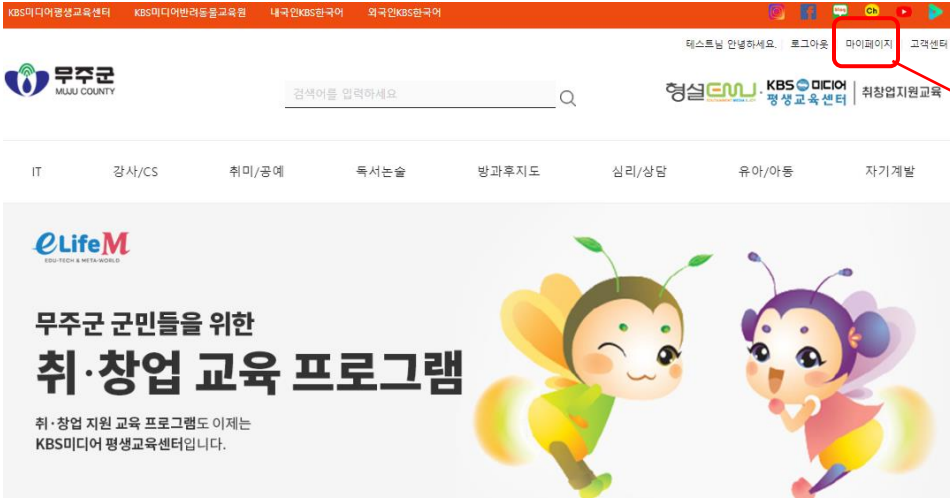 KBS미디어평생교육센터 KBS미디어반려동물교육원 내국인KBS한국어 외국인KBS한국어
blog Ch
테스트님 안녕하세요. 로그아웃 마이페이지 고객센터
무주군
MUJU COUNTY
검색어를 입력하세요
형설EMJ · KBS 미디어 평생교육센터 | 취창업지원교육
IT 강사/CS 취미/공예 독서논술 방과후지도 심리/상담 유아/아동 자기계발
eLifeM
EDU-TECH & META-WORLD
무주군 군민들을 위한
취·창업 교육 프로그램
취·창업 지원 교육 프로그램도 이제는
KBS미디어 평생교육센터입니다.